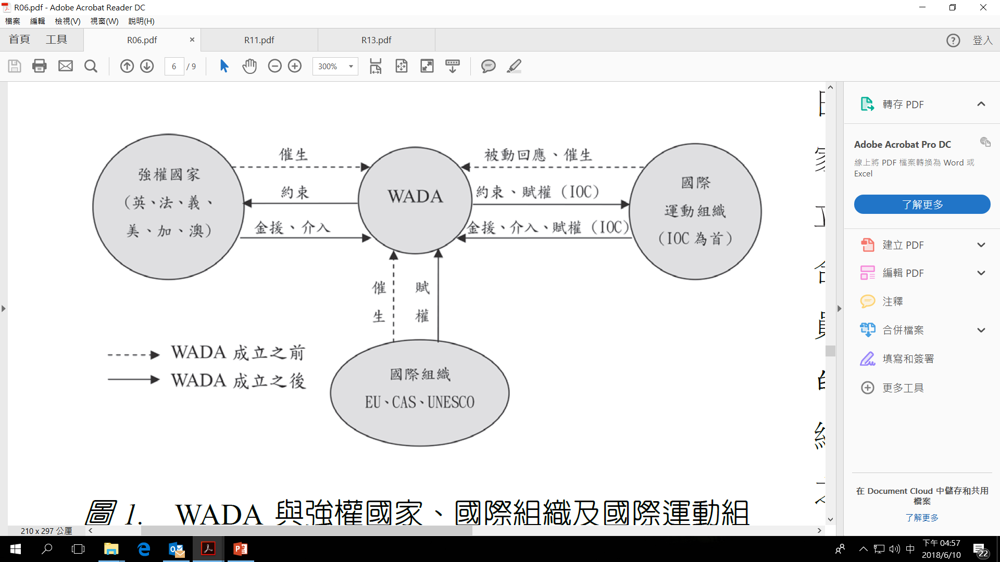 R06.pdf - Adobe Acrobat Reader DC
檔案 編輯 檢視(V) 視窗(W) 說明(H)
首頁 工具 R06.pdf × R11.pdf R13.pdf ? 登入
6 / 9 300%
強權國家
（英、法、義、
美、加、澳）
催生
約束
金援、介入
WADA
被動回應、催生
約束、賦權（IOC）
金援、介入、賦權（IOC）
國際
運動組織
（IOC 為首）
催生
賦權
WADA 成立之前
WADA 成立之後
國際組織
EU、CAS、UNESCO
圖 1. WADA 與強權國家、國際組織及國際運動組
210 x 297 公厘
轉存 PDF
Adobe Acrobat Pro DC
線上將 PDF 檔案轉換為 Word 或
Excel
了解更多
建立 PDF
編輯 PDF
注釋
合併檔案
填寫和簽署
更多工具
在 Document Cloud 中儲存和共用
檔案
了解更多
中
下午 04:57
2018/6/10
22